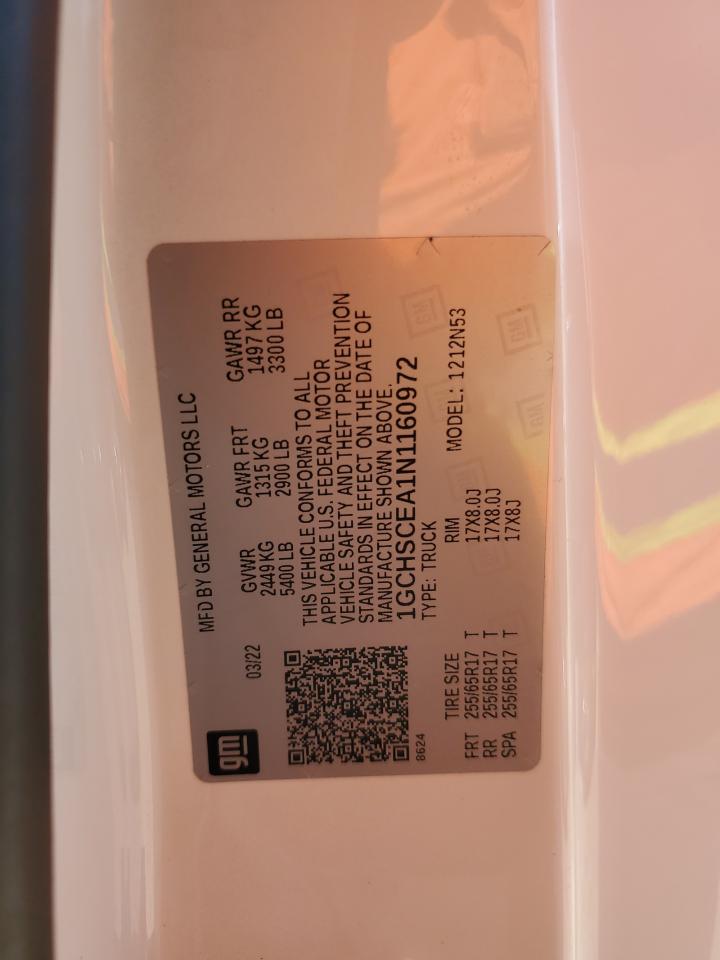 gm
MFD BY GENERAL MOTORS LLC
03/22
GVWR GAWR FRT GAWR RR
2449 KG 1315 KG 1497 KG
5400 LB 2900 LB 3300 LB
THIS VEHICLE CONFORMS TO ALL
APPLICABLE U.S. FEDERAL MOTOR
VEHICLE SAFETY AND THEFT PREVENTION
STANDARDS IN EFFECT ON THE DATE OF
MANUFACTURE SHOWN ABOVE.
1GCHSCEA1N1160972
TYPE: TRUCK MODEL: 1212N53
8624
TIRE SIZE RIM
FRT 255/65R17 T 17X8.0J
RR 255/65R17 T 17X8.0J
SPA 255/65R17 T 17X8J
GM
GM
GM